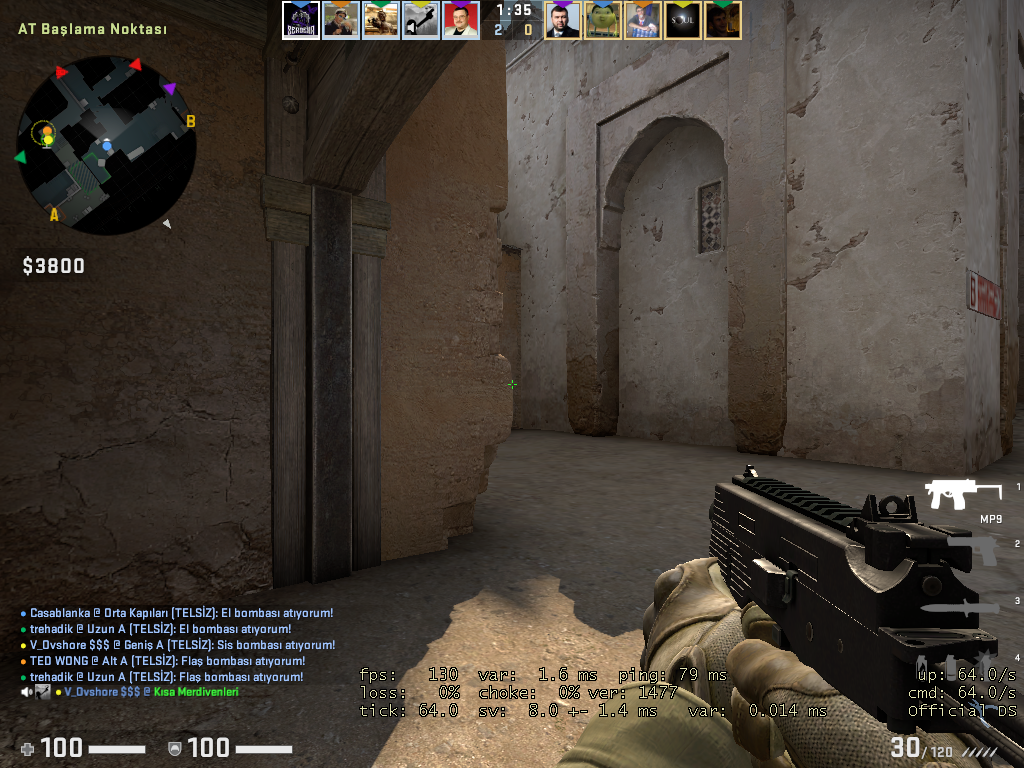 1:35
2 0
SERDEHA
SOUL
AT Başlama Noktası
B
A
$3800
1
MP9
2
3
4
Casablanka @ Orta Kapıları (TELSİZ): El bombası atıyorum!
trehadik @ Uzun A (TELSİZ): El bombası atıyorum!
V_Ovshore $$$ @ Geniş A (TELSİZ): Sis bombası atıyorum!
TED WONG @ Alt A (TELSİZ): Flaş bombası atıyorum!
trehadik @ Uzun A (TELSİZ): Flaş bombası atıyorum!
V_Ovshore $$$ @ Kısa Merdivenleri
fps: 130 var: 1.6 ms ping: 79 ms up: 64.0/s
loss: 0% choke: 0% ver: 1477 cmd: 64.0/s
tick: 64.0 sv: 8.0 +- 1.4 ms var: 0.014 ms Official DS
100 100 30/120